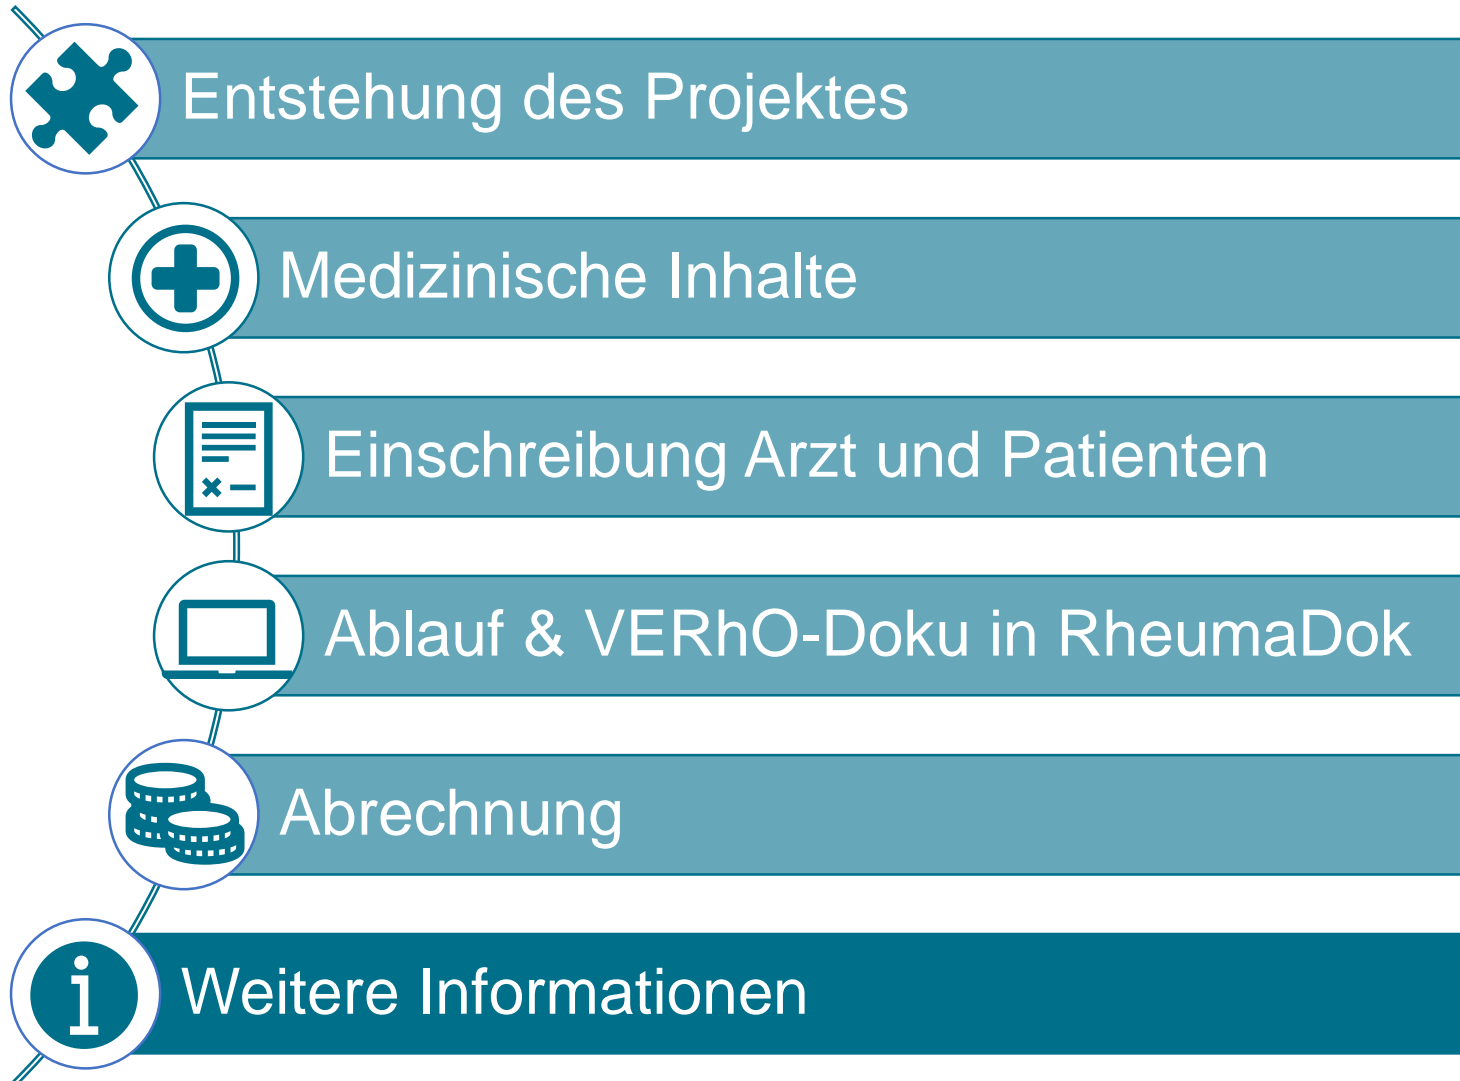 Entstehung des Projektes
Medizinische Inhalte
Einschreibung Arzt und Patienten
Ablauf & VERhO-Doku in RheumaDok
Abrechnung
Weitere Informationen